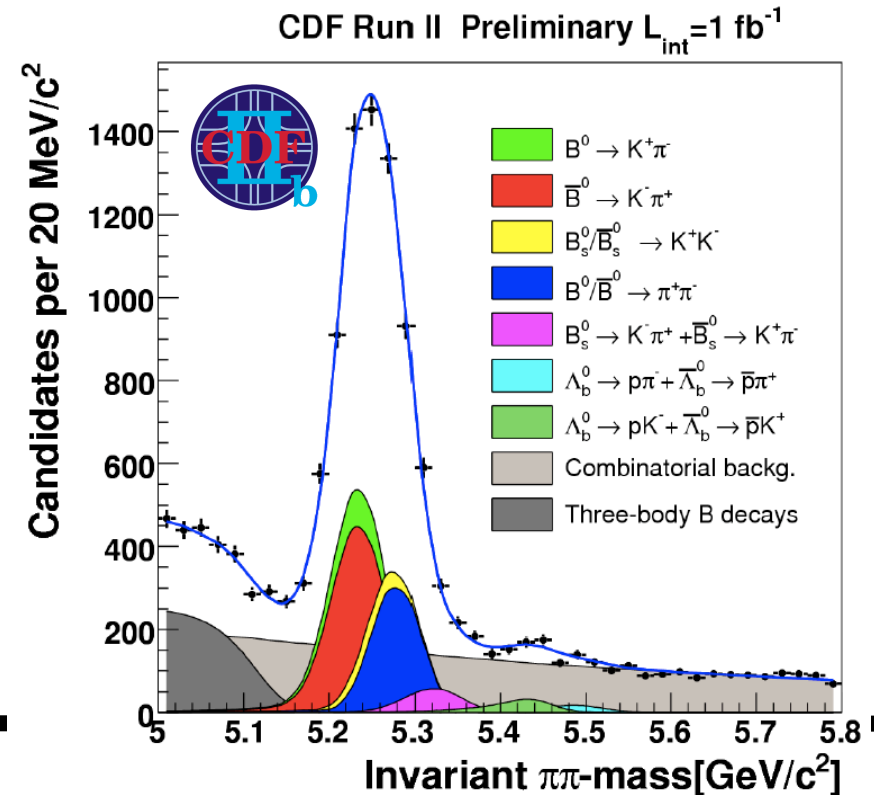 CDF Run II Preliminary L_int=1 fb⁻¹
Candidates per 20 MeV/c²
1400
1200
1000
800
600
400
200
0
CDF
II
b
B⁰ → K⁺π⁻
B̅⁰ → K⁻π⁺
B_s⁰/B̅_s⁰ → K⁺K⁻
B⁰/B̅⁰ → π⁺π⁻
B_s⁰ → K⁻π⁺ +B̅_s⁰ → K⁺π⁻
Λ_b⁰ → pπ⁻+ Λ̅_b⁰ → p̅π⁺
Λ_b⁰ → pK⁻+ Λ̅_b⁰ → p̅K⁺
Combinatorial backg.
Three-body B decays
5 5.1 5.2 5.3 5.4 5.5 5.6 5.7 5.8
Invariant ππ-mass[GeV/c²]